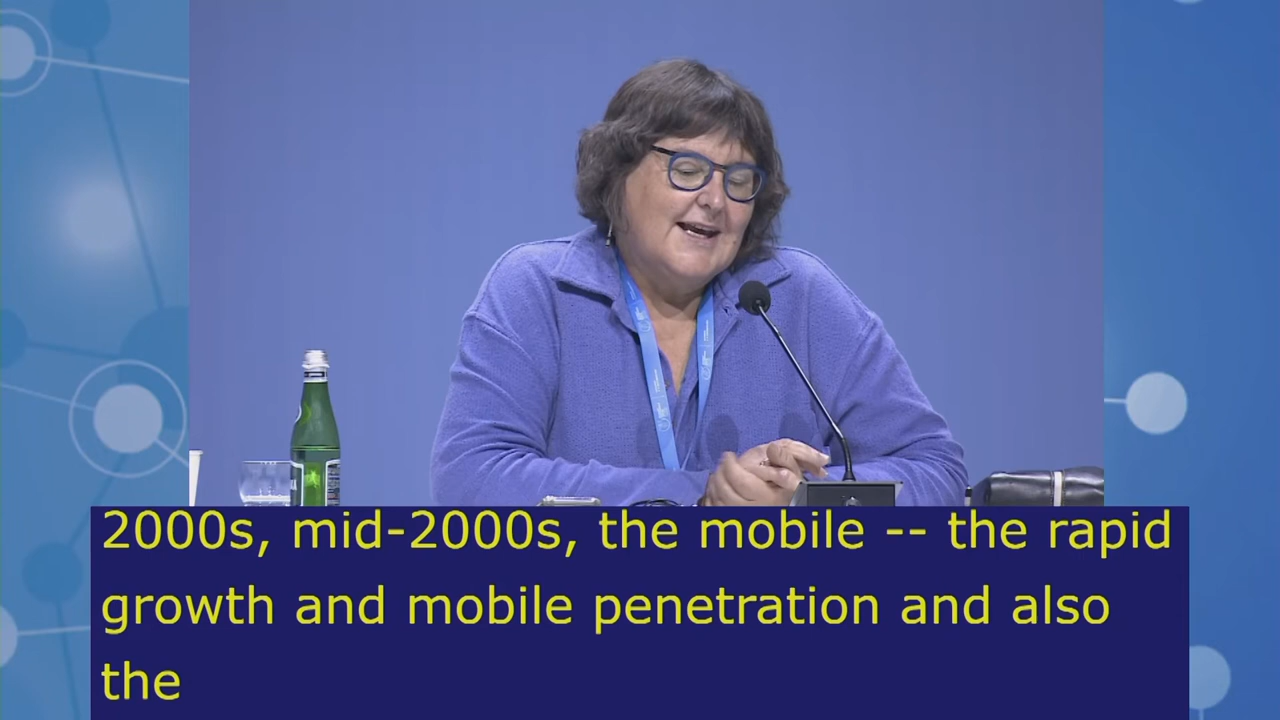 2000s, mid-2000s, the mobile -- the rapid
growth and mobile penetration and also
the